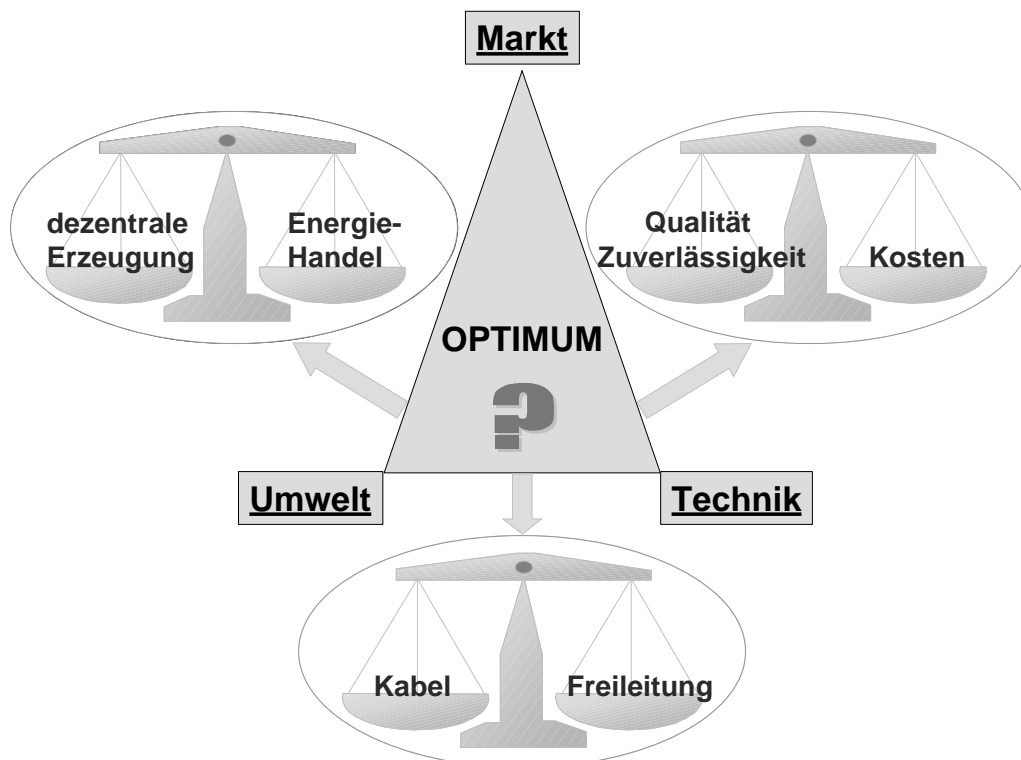 Markt
dezentrale
Erzeugung
Energie-
Handel
Qualität
Zuverlässigkeit
Kosten
OPTIMUM
?
Umwelt
Technik
Kabel
Freileitung